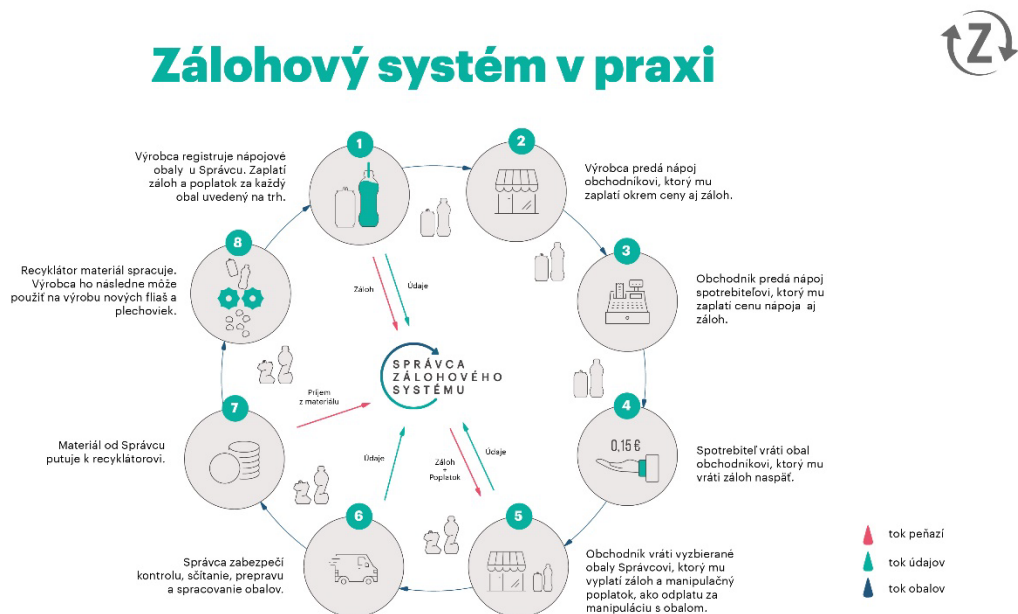 Z
Zálohový systém v praxi
1
Výrobca registruje nápojové
obaly u Správcu. Zaplatí
záloh a poplatok za každý
obal uvedený na trh.
2
Výrobca predá nápoj
obchodníkovi, ktorý mu
zaplatí okrem ceny aj záloh.
3
Obchodník predá nápoj
spotrebiteľovi, ktorý mu
zaplatí cenu nápoja aj
záloh.
4
0,15 €
Spotrebiteľ vráti obal
obchodníkovi, ktorý mu
vráti záloh naspäť.
5
Obchodník vráti vyzbierané
obaly Správcovi, ktorý mu
vyplatí záloh a manipulačný
poplatok, ako odplatu za
manipuláciu s obalom.
6
Správca zabezpečí
kontrolu, sčítanie, prepravu
a spracovanie obalov.
7
Materiál od Správcu
putuje k recyklátorovi.
8
Recyklátor materiál spracuje.
Výrobca ho následne môže
použiť na výrobu nových fliaš a
plechoviek.
Záloh
Údaje
SPRÁVCA
ZÁLOHOVÉHO
SYSTÉMU
Príjem
z materiálu
Údaje
Záloh
+
Poplatok
Údaje
tok peňazí
tok údajov
tok obalov